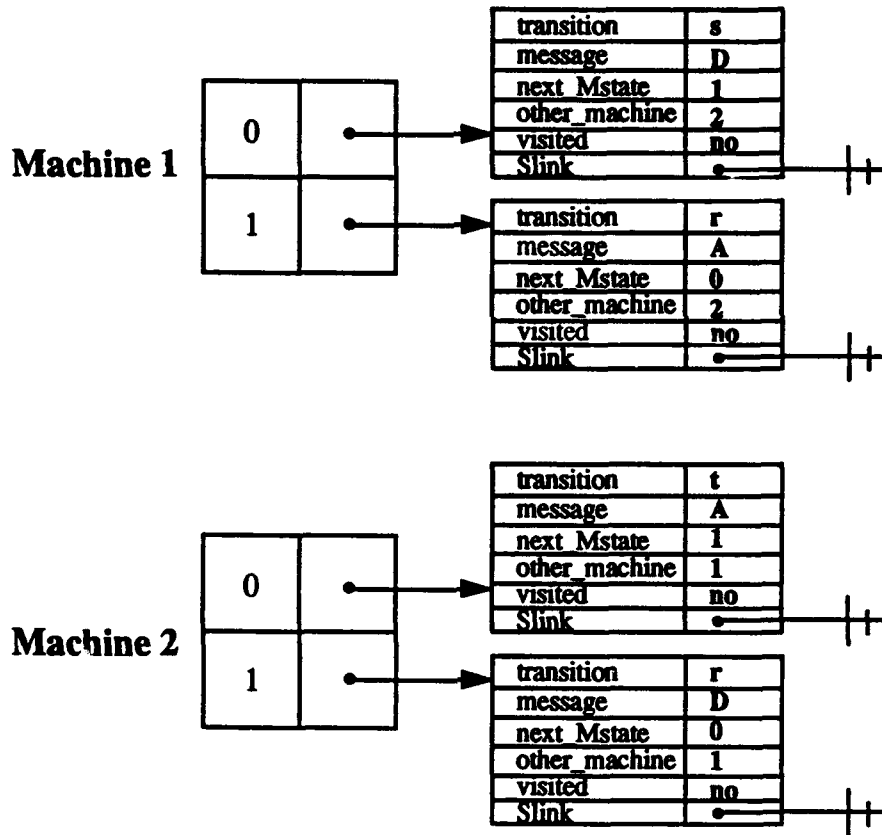 Machine 1
0
1
transition s
message D
next_Mstate 1
other_machine 2
visited no
Slink
transition r
message A
next_Mstate 0
other_machine 2
visited no
Slink
Machine 2
0
1
transition t
message A
next_Mstate 1
other_machine 1
visited no
Slink
transition r
message D
next_Mstate 0
other_machine 1
visited no
Slink